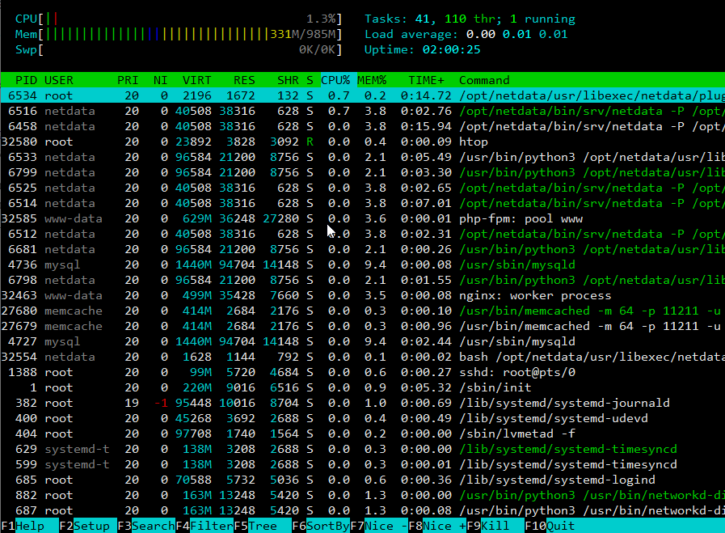 CPU[|| 1.3%] Tasks: 41, 110 thr; 1 running
Mem[||||||||||||||||||||||||||||||||331M/985M] Load average: 0.00 0.01 0.01
Swp[ 0K/0K] Uptime: 02:00:25
PID USER PRI NI VIRT RES SHR S CPU% MEM% TIME+ Command
6534 root 20 0 2196 1672 132 S 0.7 0.2 0:14.72 /opt/netdata/usr/libexec/netdata/plug
6516 netdata 20 0 40508 38316 628 S 0.7 3.8 0:02.76 /opt/netdata/bin/srv/netdata -P /opt/
6458 netdata 20 0 40508 38316 628 S 0.0 3.8 0:15.94 /opt/netdata/bin/srv/netdata -P /opt/
32580 root 20 0 23892 3828 3092 R 0.0 0.4 0:00.09 htop
6533 netdata 20 0 96584 21200 8756 S 0.0 2.1 0:05.49 /usr/bin/python3 /opt/netdata/usr/lib
6799 netdata 20 0 96584 21200 8756 S 0.0 2.1 0:03.30 /usr/bin/python3 /opt/netdata/usr/lib
6525 netdata 20 0 40508 38316 628 S 0.0 3.8 0:02.65 /opt/netdata/bin/srv/netdata -P /opt/
6514 netdata 20 0 40508 38316 628 S 0.0 3.8 0:07.01 /opt/netdata/bin/srv/netdata -P /opt/
32585 www-data 20 0 629M 36248 27280 S 0.0 3.6 0:00.01 php-fpm: pool www
6512 netdata 20 0 40508 38316 628 S 0.0 3.8 0:02.31 /opt/netdata/bin/srv/netdata -P /opt/
6681 netdata 20 0 96584 21200 8756 S 0.0 2.1 0:00.26 /usr/bin/python3 /opt/netdata/usr/lib
4736 mysql 20 0 1440M 94704 14148 S 0.0 9.4 0:00.08 /usr/sbin/mysqld
6798 netdata 20 0 96584 21200 8756 S 0.0 2.1 0:01.55 /usr/bin/python3 /opt/netdata/usr/lib
32463 www-data 20 0 499M 35428 7660 S 0.0 3.5 0:00.08 nginx: worker process
27680 memcache 20 0 414M 2684 2176 S 0.0 0.3 0:00.10 /usr/bin/memcached -m 64 -p 11211 -u
27679 memcache 20 0 414M 2684 2176 S 0.0 0.3 0:00.96 /usr/bin/memcached -m 64 -p 11211 -u
4727 mysql 20 0 1440M 94704 14148 S 0.0 9.4 0:02.44 /usr/sbin/mysqld
32554 netdata 20 0 1628 1144 792 S 0.0 0.1 0:00.02 bash /opt/netdata/usr/libexec/netdata
1388 root 20 0 99M 5720 4684 S 0.0 0.6 0:00.27 sshd: root@pts/0
1 root 20 0 220M 9016 6516 S 0.0 0.9 0:05.32 /sbin/init
382 root 19 -1 95448 10016 8704 S 0.0 1.0 0:00.69 /lib/systemd/systemd-journald
400 root 20 0 45268 3692 2688 S 0.0 0.4 0:00.49 /lib/systemd/systemd-udevd
404 root 20 0 97708 1740 1564 S 0.0 0.2 0:00.00 /sbin/lvmetad -f
629 systemd-t 20 0 138M 3208 2688 S 0.0 0.3 0:00.00 /lib/systemd/systemd-timesyncd
599 systemd-t 20 0 138M 3208 2688 S 0.0 0.3 0:00.01 /lib/systemd/systemd-timesyncd
685 root 20 0 70588 5732 5036 S 0.0 0.6 0:00.36 /lib/systemd/systemd-logind
882 root 20 0 163M 13248 5420 S 0.0 1.3 0:00.00 /usr/bin/python3 /usr/bin/networkd-di
687 root 20 0 163M 13248 5420 S 0.0 1.3 0:00.08 /usr/bin/python3 /usr/bin/networkd-di
F1Help F2Setup F3SearchF4FilterF5Tree F6SortByF7Nice -F8Nice +F9Kill F10Quit